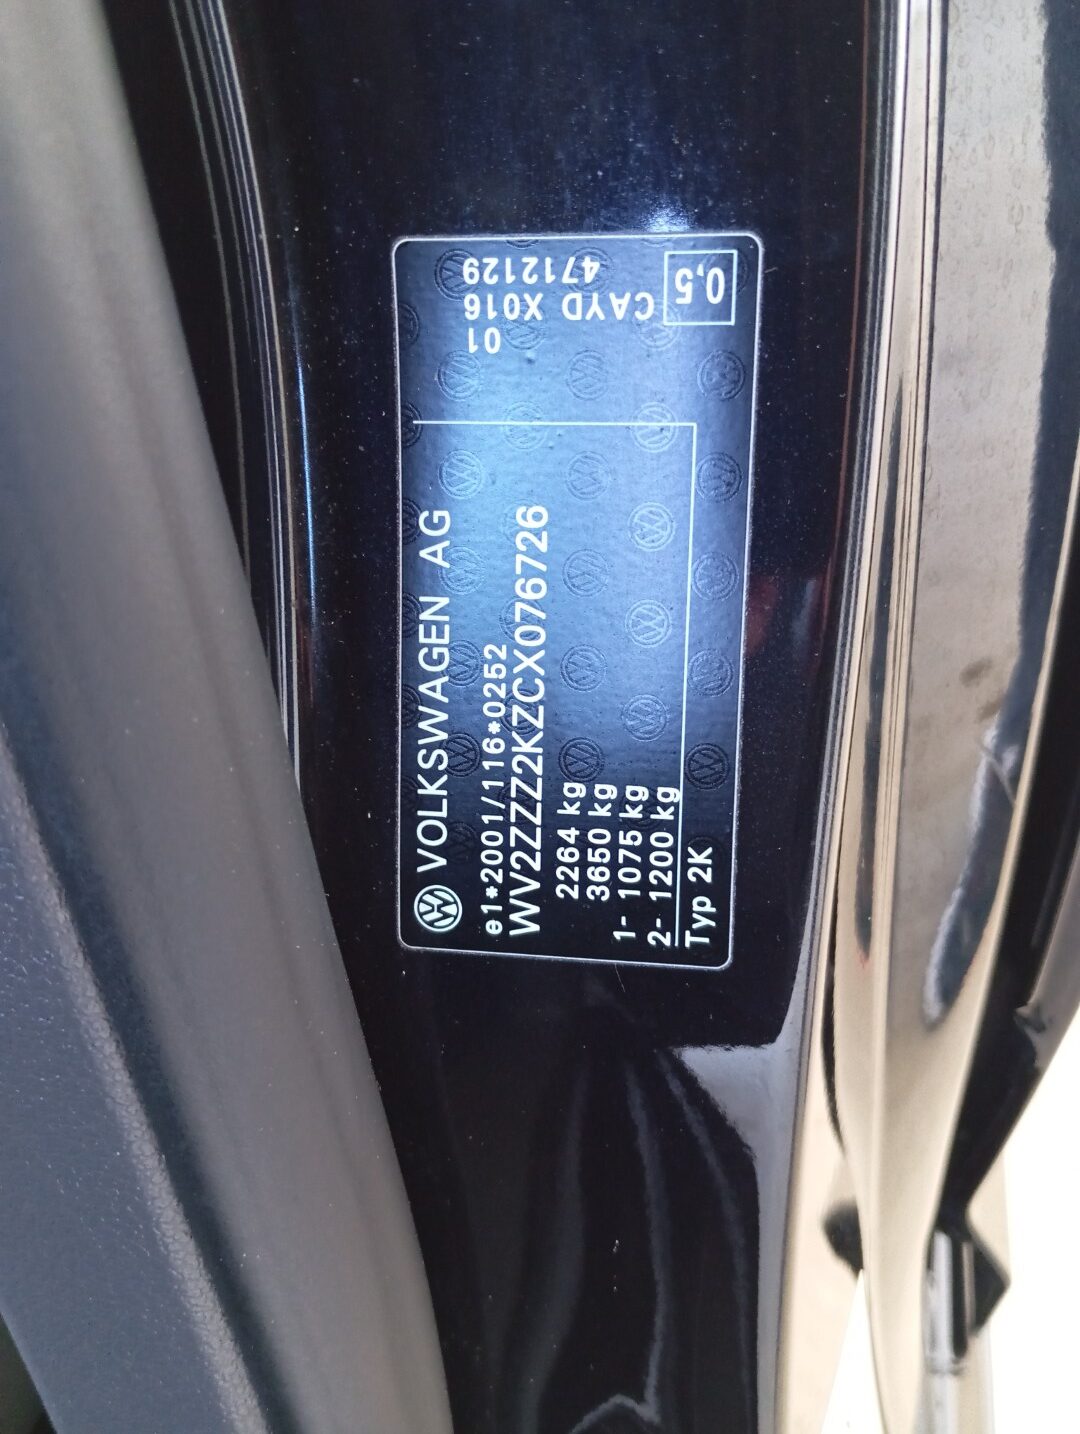 VOLKSWAGEN AG
e1*2001/116*0252
WV2ZZZ2KZCX076726
2264 kg
3650 kg
1- 1075 kg
2- 1200 kg
Typ 2K
4712129
CAYD X016
01
0,5